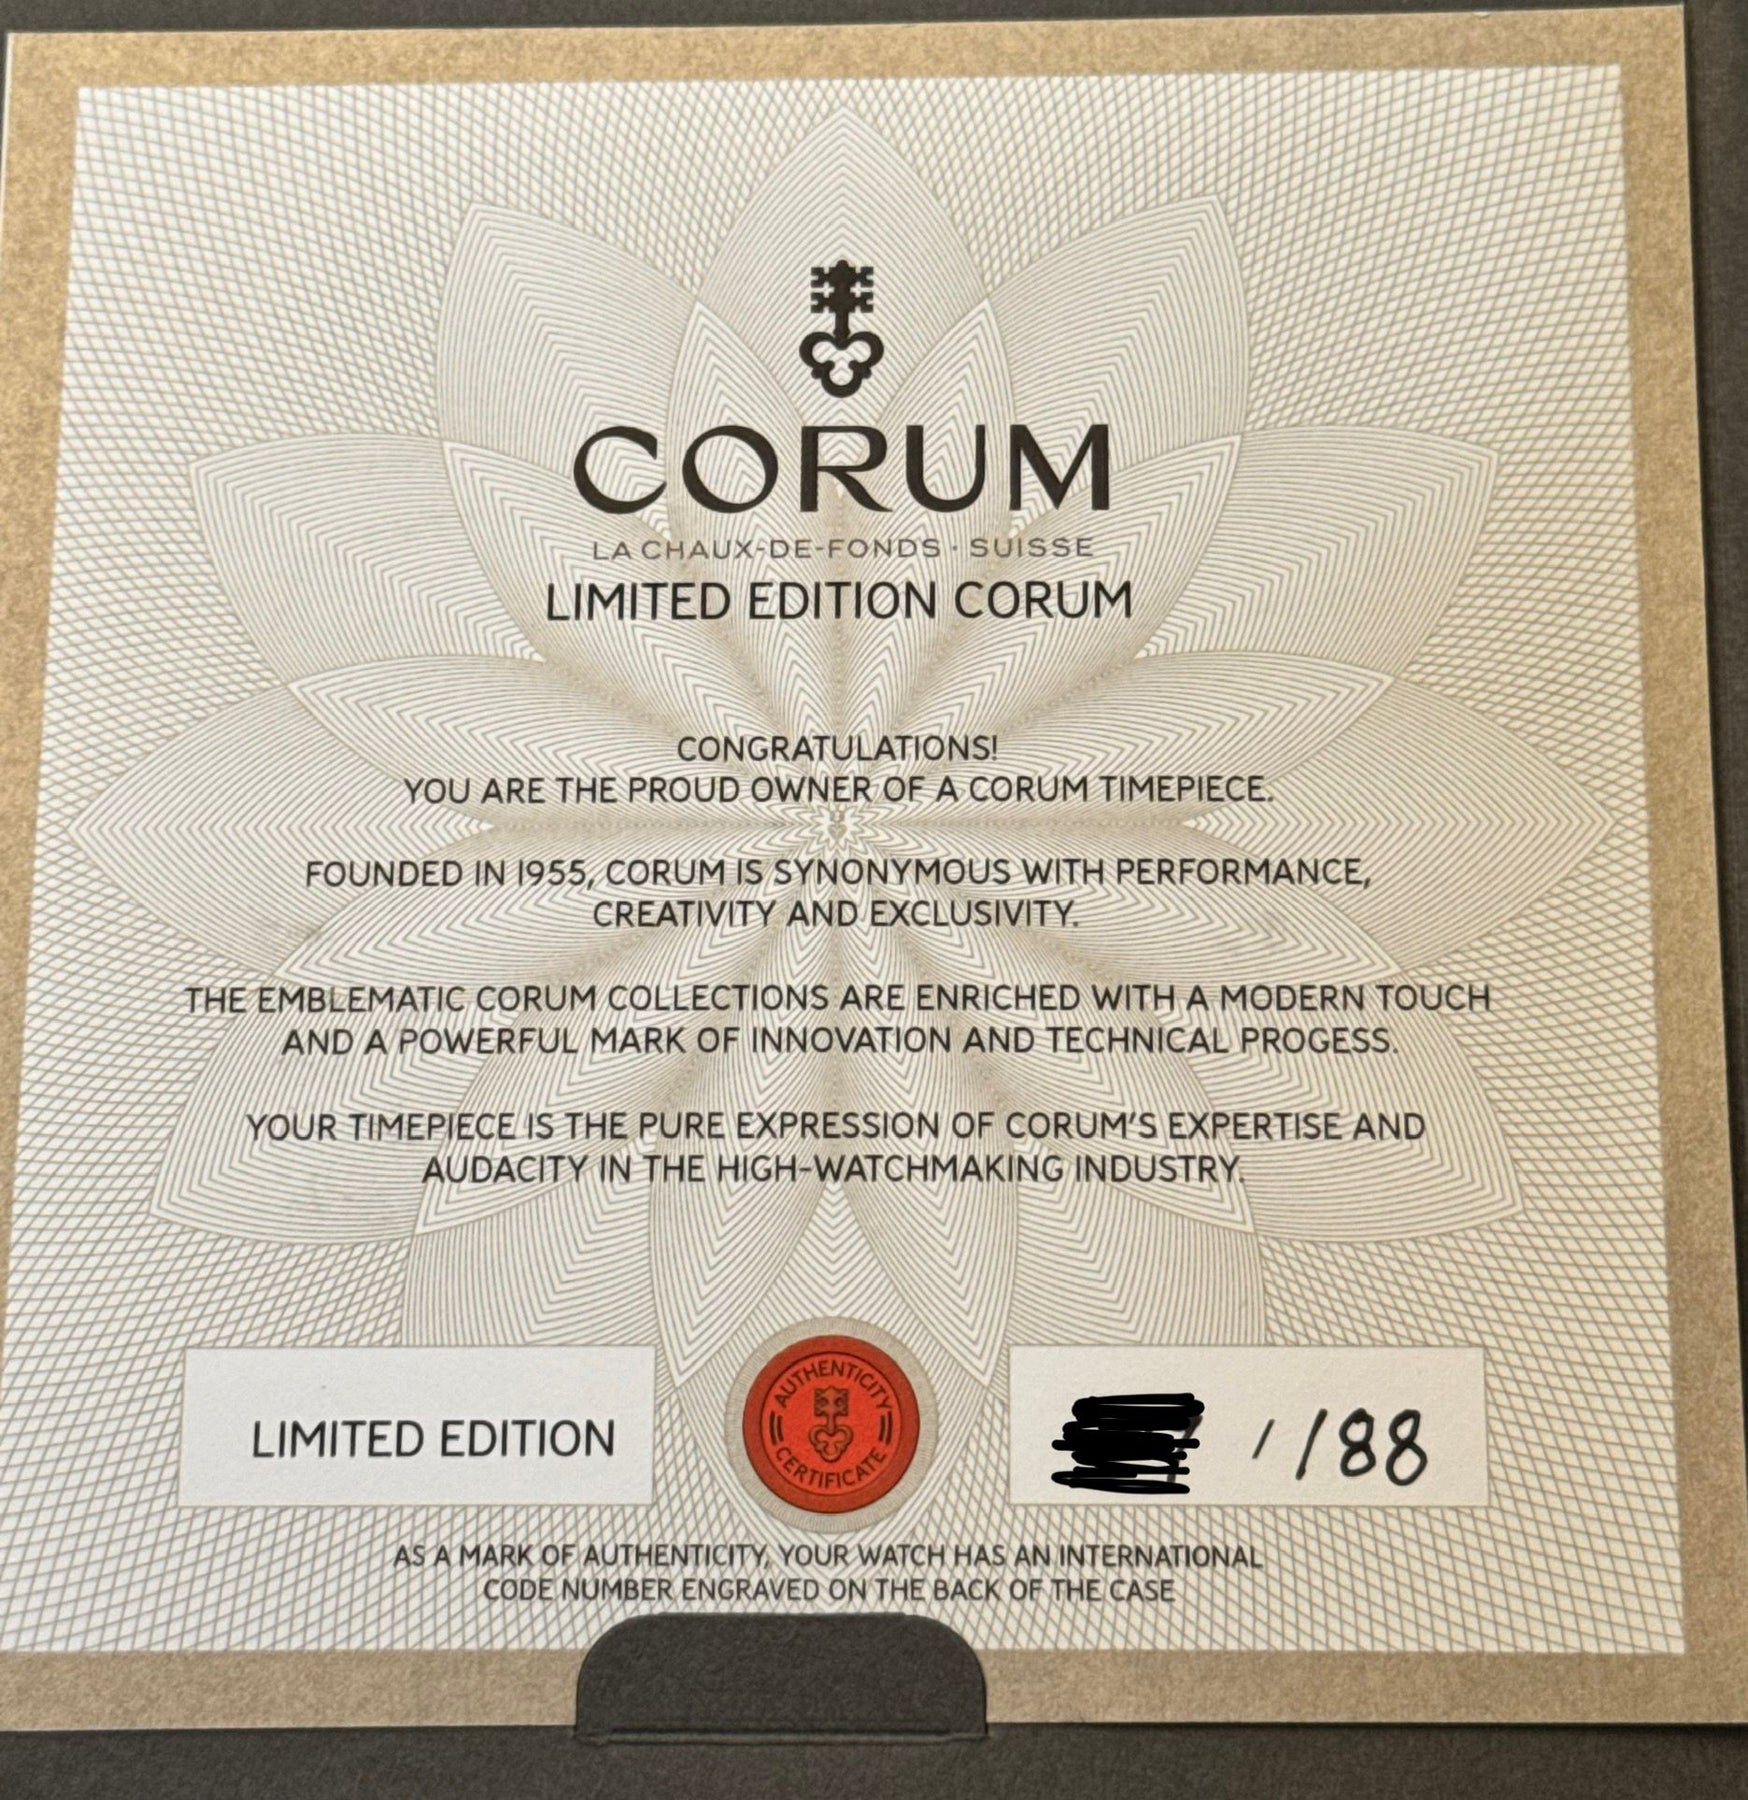 CORUM
LA CHAUX-DE-FONDS · SUISSE
LIMITED EDITION CORUM
CONGRATULATIONS!
YOU ARE THE PROUD OWNER OF A CORUM TIMEPIECE.
FOUNDED IN 1955, CORUM IS SYNONYMOUS WITH PERFORMANCE,
CREATIVITY AND EXCLUSIVITY.
THE EMBLEMATIC CORUM COLLECTIONS ARE ENRICHED WITH A MODERN TOUCH
AND A POWERFUL MARK OF INNOVATION AND TECHNICAL PROGESS.
YOUR TIMEPIECE IS THE PURE EXPRESSION OF CORUM'S EXPERTISE AND
AUDACITY IN THE HIGH-WATCHMAKING INDUSTRY.
LIMITED EDITION
AUTHENTICITY
CERTIFICATE
/ /88
AS A MARK OF AUTHENTICITY, YOUR WATCH HAS AN INTERNATIONAL
CODE NUMBER ENGRAVED ON THE BACK OF THE CASE